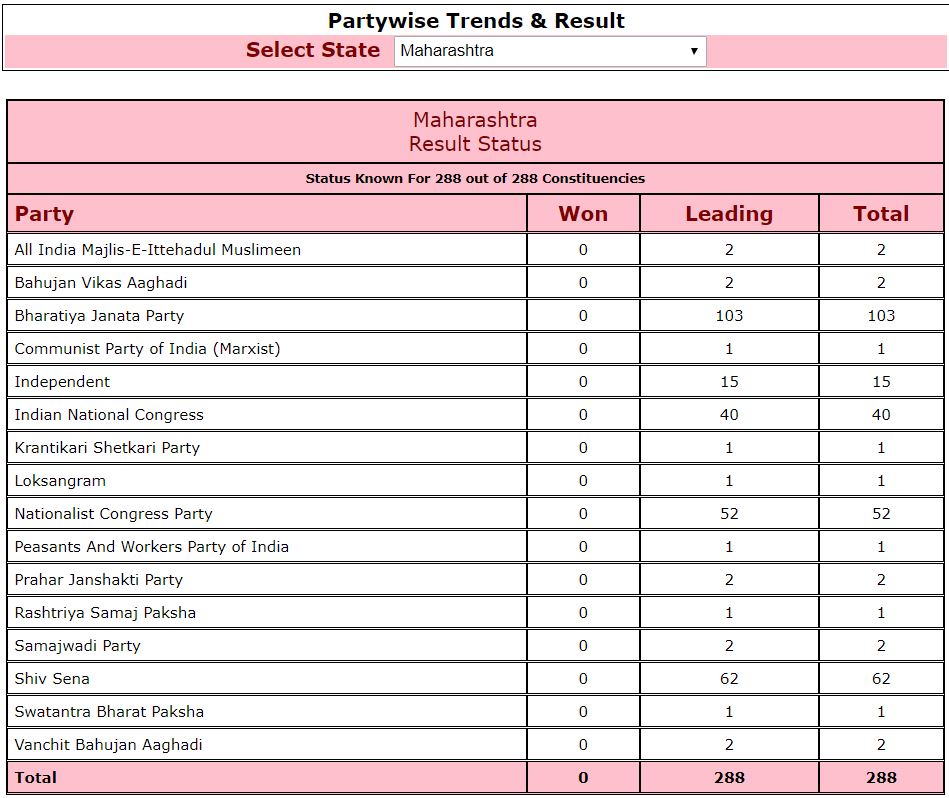 Partywise Trends & Result
Select State Maharashtra
Maharashtra
Result Status
Status Known For 288 out of 288 Constituencies
Party Won Leading Total
All India Majlis-E-Ittehadul Muslimeen 0 2 2
Bahujan Vikas Aaghadi 0 2 2
Bharatiya Janata Party 0 103 103
Communist Party of India (Marxist) 0 1 1
Independent 0 15 15
Indian National Congress 0 40 40
Krantikari Shetkari Party 0 1 1
Loksangram 0 1 1
Nationalist Congress Party 0 52 52
Peasants And Workers Party of India 0 1 1
Prahar Janshakti Party 0 2 2
Rashtriya Samaj Paksha 0 1 1
Samajwadi Party 0 2 2
Shiv Sena 0 62 62
Swatantra Bharat Paksha 0 1 1
Vanchit Bahujan Aaghadi 0 2 2
Total 0 288 288